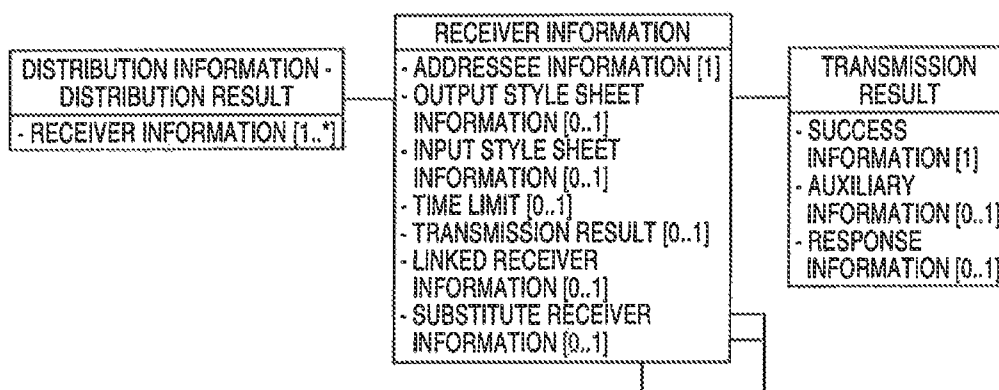 DISTRIBUTION INFORMATION -
DISTRIBUTION RESULT
- RECEIVER INFORMATION [1..*]
RECEIVER INFORMATION
- ADDRESSEE INFORMATION [1]
- OUTPUT STYLE SHEET
INFORMATION [0..1]
- INPUT STYLE SHEET
INFORMATION [0..1]
- TIME LIMIT [0..1]
- TRANSMISSION RESULT [0..1]
- LINKED RECEIVER
INFORMATION [0..1]
- SUBSTITUTE RECEIVER
INFORMATION [0..1]
TRANSMISSION
RESULT
- SUCCESS
INFORMATION [1]
- AUXILIARY
INFORMATION [0..1]
- RESPONSE
INFORMATION [0..1]